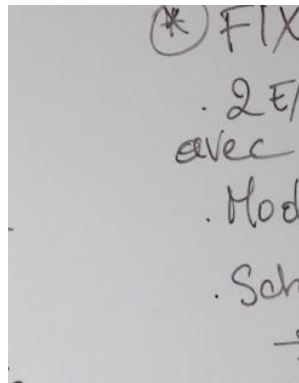 * FIX
. 2 E/
avec
. Mod
. Sch